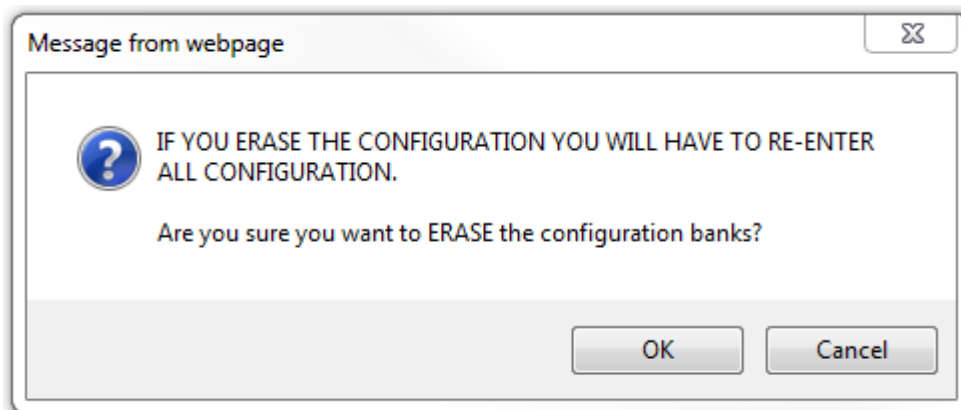 Message from webpage
IF YOU ERASE THE CONFIGURATION YOU WILL HAVE TO RE-ENTER
ALL CONFIGURATION.
Are you sure you want to ERASE the configuration banks?
OK
Cancel